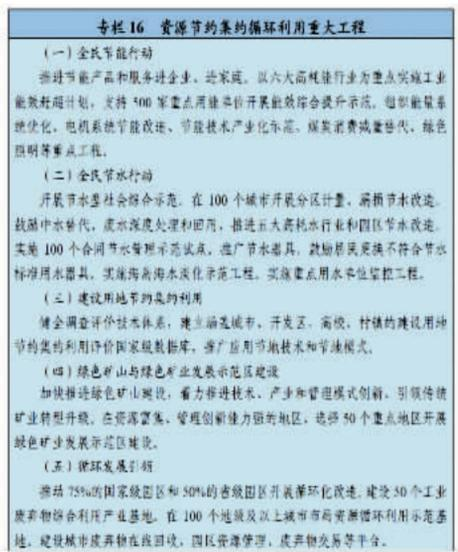 专栏 16 资源节约集约循环利用重大工程
(一)全民节能行动
推进节能产品和服务进企业、进家庭。以六大高耗能行业为重点实施工业
能效赶超计划,支持 500 家重点用能单位开展能效综合提升示范。组织能量系
统优化、电机系统节能改造、节能技术产业化示范、煤炭消费减量替代、绿色
照明等重点工程。
(二)全民节水行动
开展节水型社会综合示范。在 100 个城市开展分区计量、漏损节水改造。
鼓励中水替代、废水深度处理和回用,推进五大高耗水行业和园区节水改造。
实施 100 个合同节水管理示范试点。推广节水器具,鼓励居民更换不符合节水
标准用水器具。实施海岛海水淡化示范工程。实施重点用水单位监控工程。
(三)建设用地节约集约利用
健全调查评价技术体系,建立涵盖城市、开发区、高校、村镇的建设用地
节约集约利用评价国家级数据库,推广应用节地技术和节地模式。
(四)绿色矿山与绿色矿业发展示范区建设
加快推进绿色矿山建设,着力推进技术、产业和管理模式创新,引领传统
矿业转型升级。在资源富集、管理创新能力强的地区,选择 50 个重点地区开展
绿色矿业发展示范区建设。
(五)循环发展引领
推动 75%的国家级园区和 50%的省级园区开展循环化改造。建设 50 个工业
废弃物综合利用产业基地。在 100 个地级及以上城市布局资源循环利用示范基
地。建设城市废弃物在线回收、园区资源管理、废弃物交易等平台。